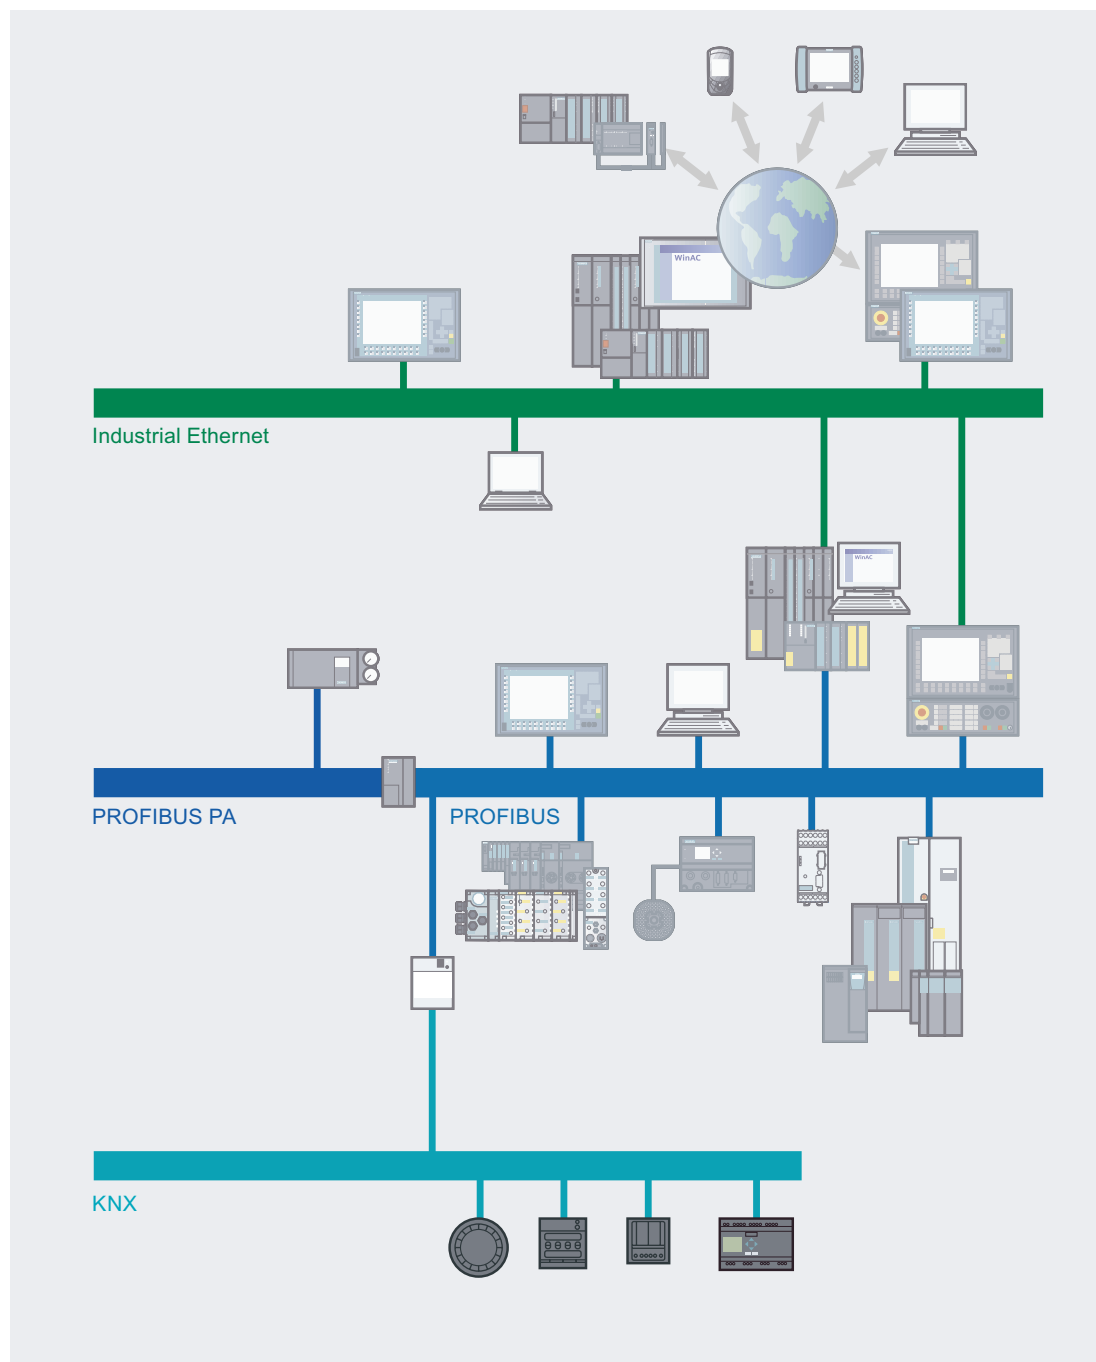 WinAC
Industrial Ethernet
WinAC
PROFIBUS PA
PROFIBUS
KNX